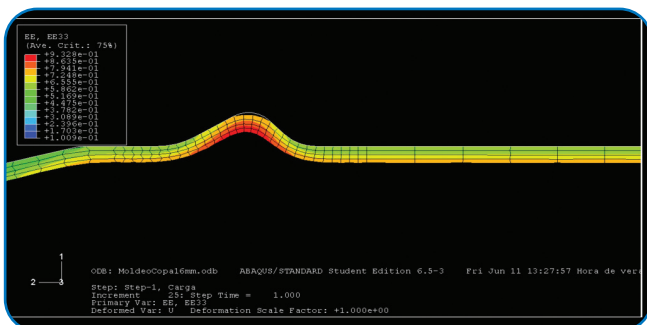 EE, EE33
(Ave. Crit.: 75%)
+9.328e-01
+8.635e-01
+7.941e-01
+7.248e-01
+6.555e-01
+5.862e-01
+5.169e-01
+4.475e-01
+3.782e-01
+3.089e-01
+2.396e-01
+1.703e-01
+1.009e-01
1
2 3
ODB: MoldeoCopa16mm.odb ABAQUS/STANDARD Student Edition 6.5-3 Fri Jun 11 13:27:57 Hora de vera
Step: Step-1, Carga
Increment 25: Step Time = 1.000
Primary Var: EE, EE33
Deformed Var: U Deformation Scale Factor: +1.000e+00